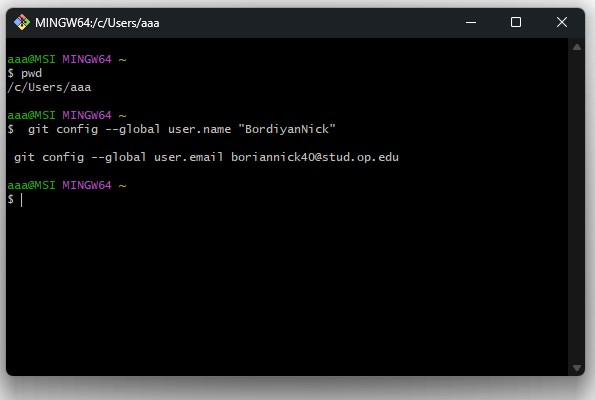 MINGW64:/c/Users/aaa
aaa@MSI MINGW64 ~
$ pwd
/c/Users/aaa
aaa@MSI MINGW64 ~
$  git config --global user.name "BordiyanNick"
git config --global user.email boriannick40@stud.op.edu
aaa@MSI MINGW64 ~
$